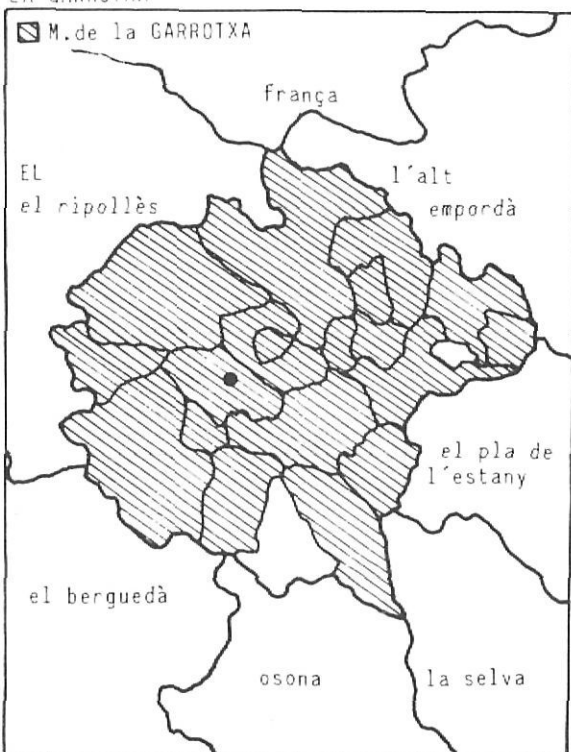 M. de la GARROTXA
frança
EL
el ripollès
l'alt
empordà
el pla de
l'estany
el berguedà
osona
la selva